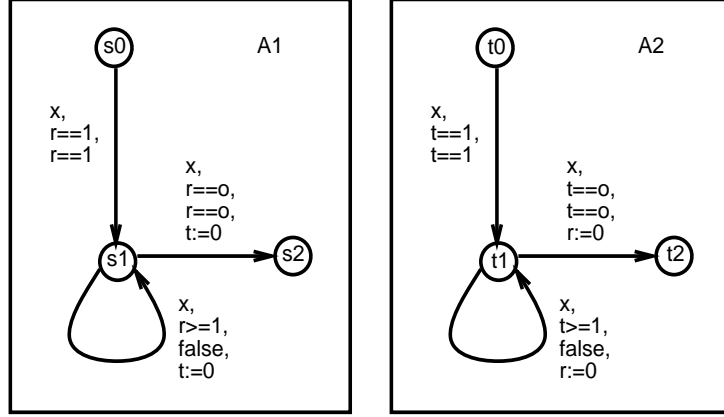 s0
A1
x,
r==1,
r==1
x,
r==o,
r==o,
t:=0
s1
s2
x,
r>=1,
false,
t:=0
t0
A2
x,
t==1,
t==1
x,
t==o,
t==o,
r:=0
t1
t2
x,
t>=1,
false,
r:=0